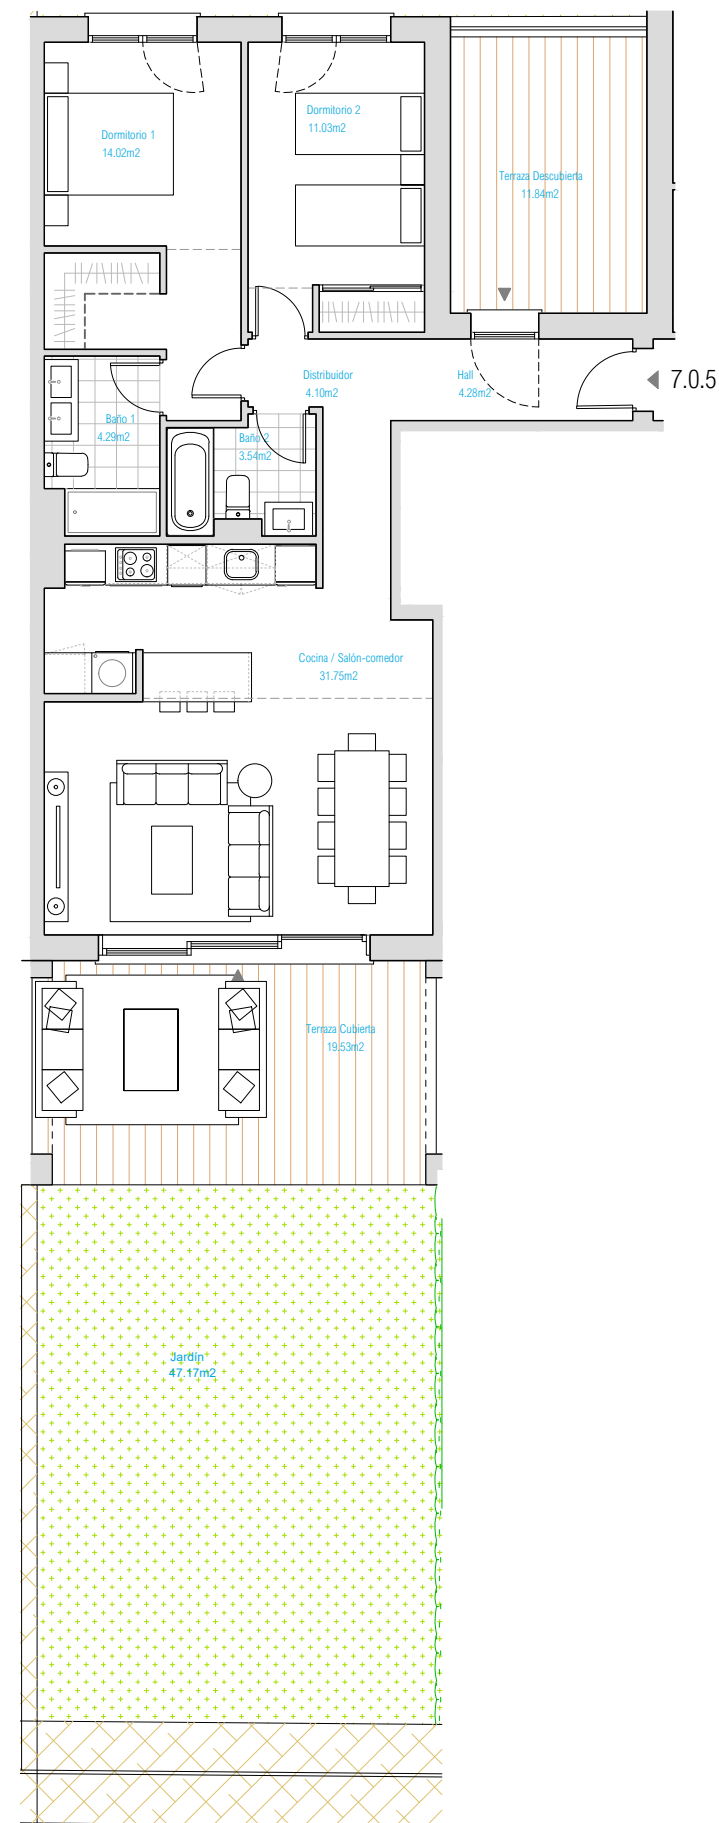 Dormitorio 1
14.02m2
Dormitorio 2
11.03m2
Terraza Descubierta
11.84m2
Distribuidor
4.10m2
Hall
4.28m2
7.0.5
Baño 1
4.29m2
Baño 2
3.54m2
Cocina / Salón-comedor
31.75m2
Terraza Cubierta
19.53m2
Jardín
47.17m2